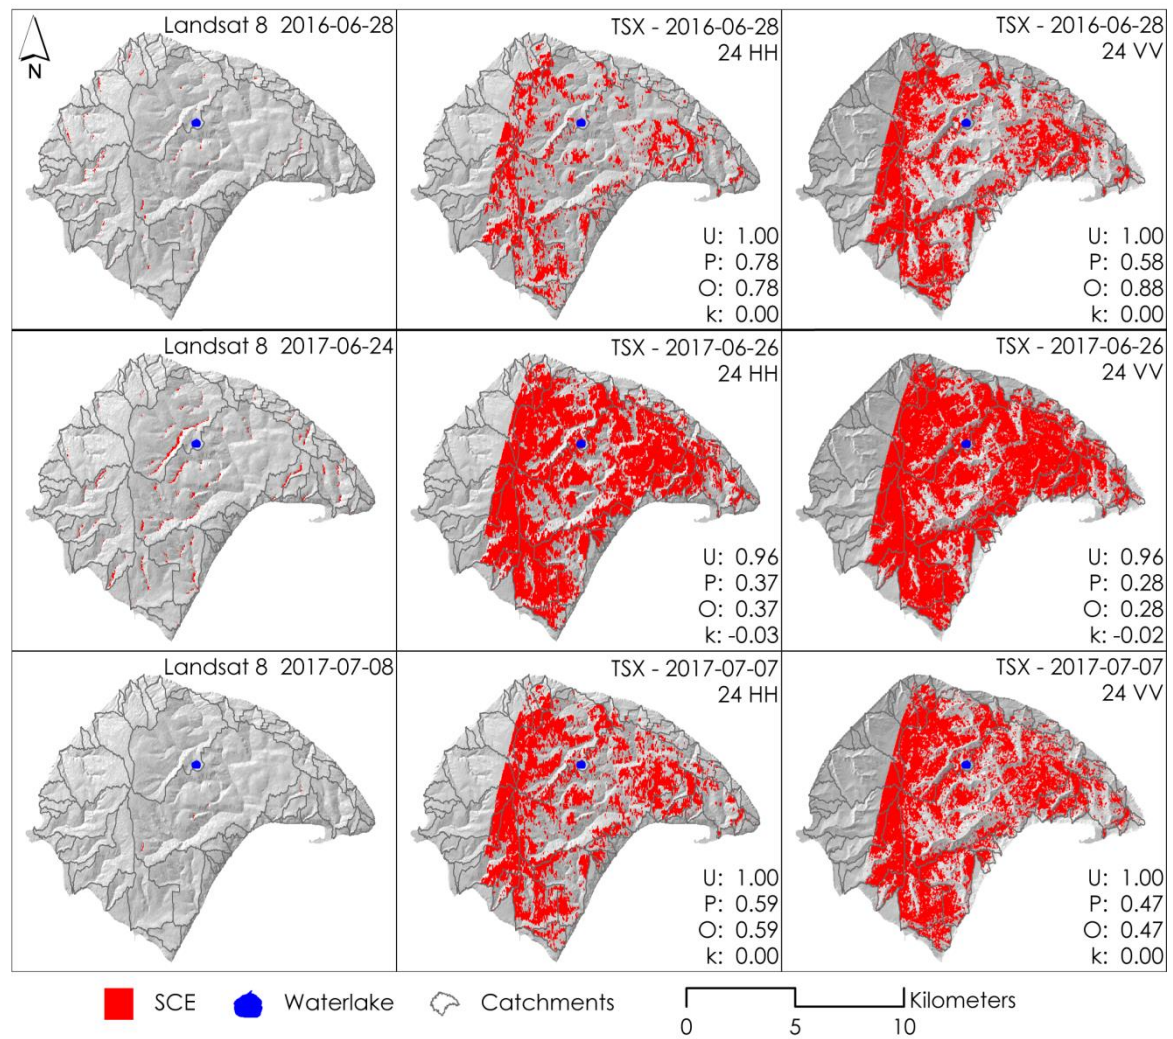 N
Landsat 8 2016-06-28
TSX - 2016-06-28
24 HH
U: 1.00
P: 0.78
O: 0.78
k: 0.00
TSX - 2016-06-28
24 VV
U: 1.00
P: 0.58
O: 0.88
k: 0.00
Landsat 8 2017-06-24
TSX - 2017-06-26
24 HH
U: 0.96
P: 0.37
O: 0.37
k: -0.03
TSX - 2017-06-26
24 VV
U: 0.96
P: 0.28
O: 0.28
k: -0.02
Landsat 8 2017-07-08
TSX - 2017-07-07
24 HH
U: 1.00
P: 0.59
O: 0.59
k: 0.00
TSX - 2017-07-07
24 VV
U: 1.00
P: 0.47
O: 0.47
k: 0.00
SCE Waterlake Catchments Kilometers
0 5 10